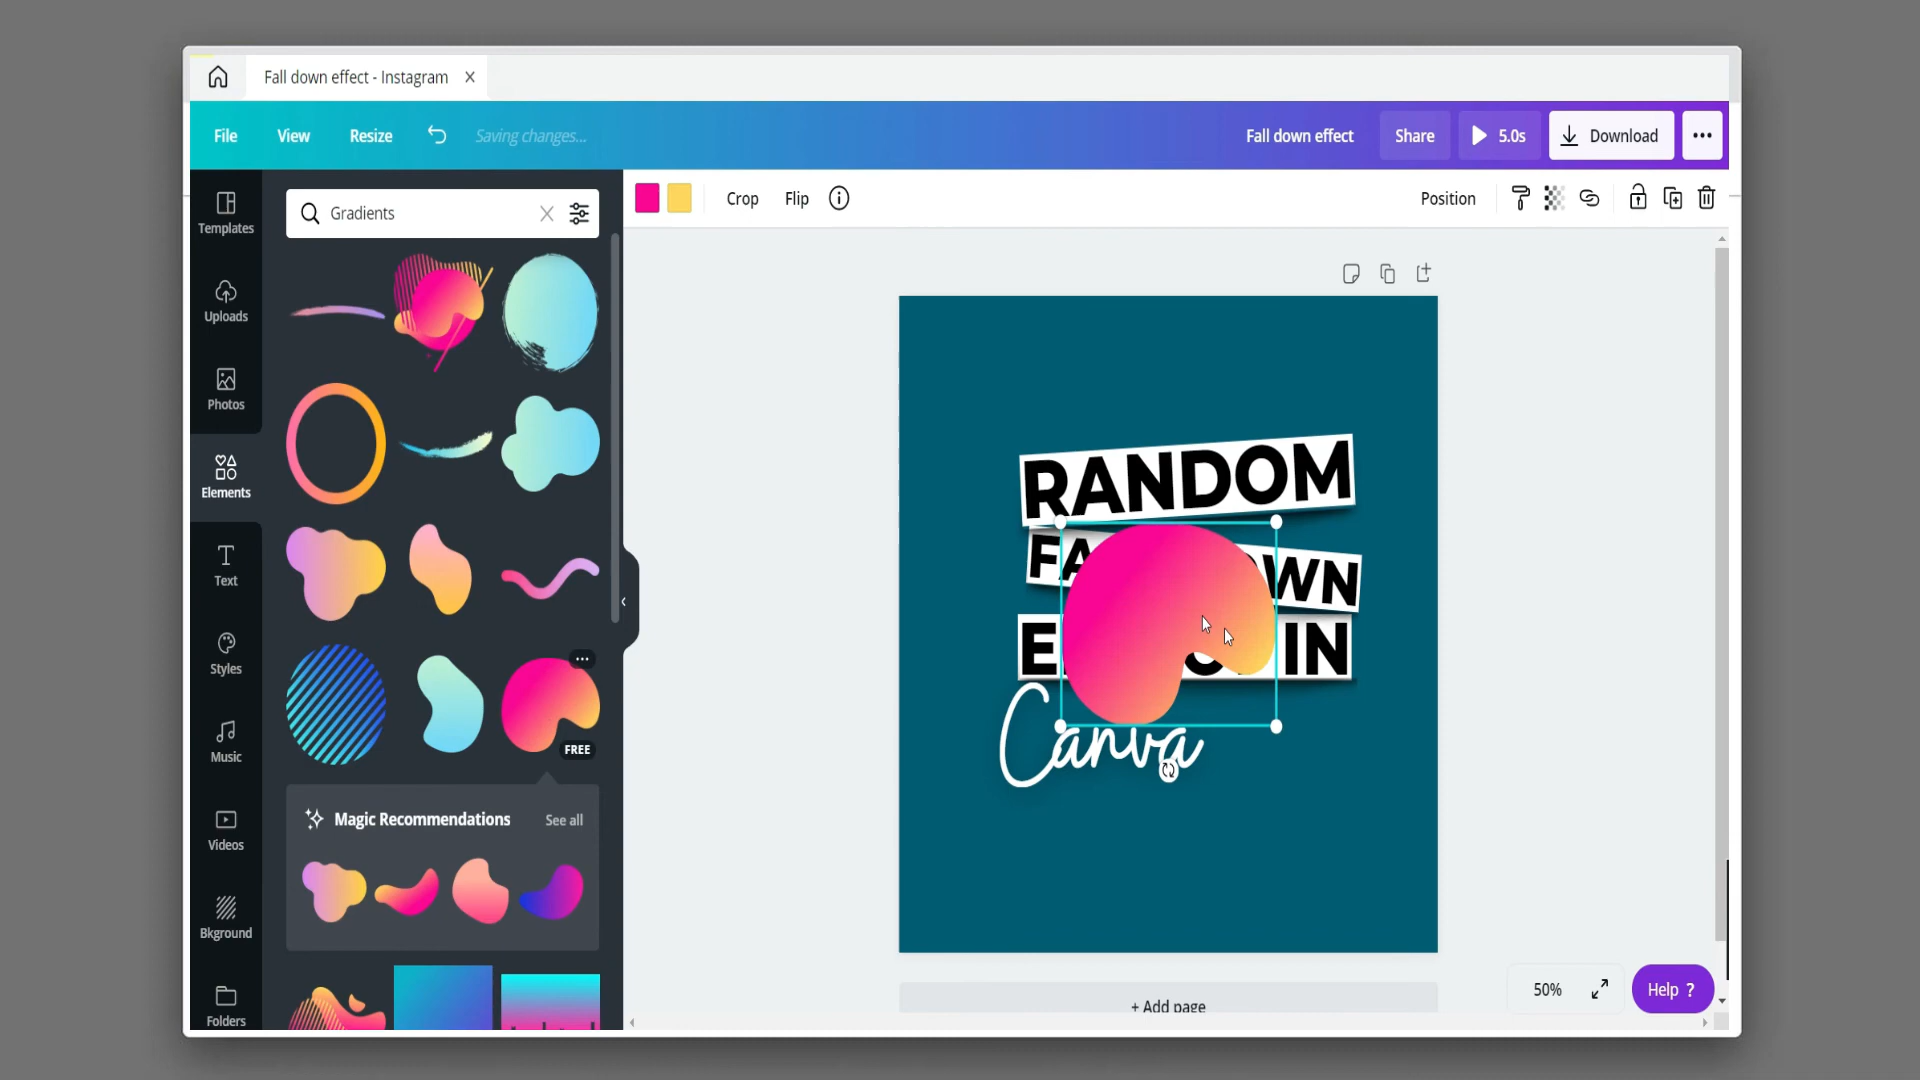 Fall down effect - Instagram
File View Resize Saving changes... Fall down effect Share 5.0s Download
Templates
Uploads
Photos
Elements
Text
Styles
Music
Videos
Bkground
Folders
Gradients
FREE
Magic Recommendations See all
Crop Flip Position
RANDOM
FA WN
E IN
Canva
+ Add page
50% Help ?